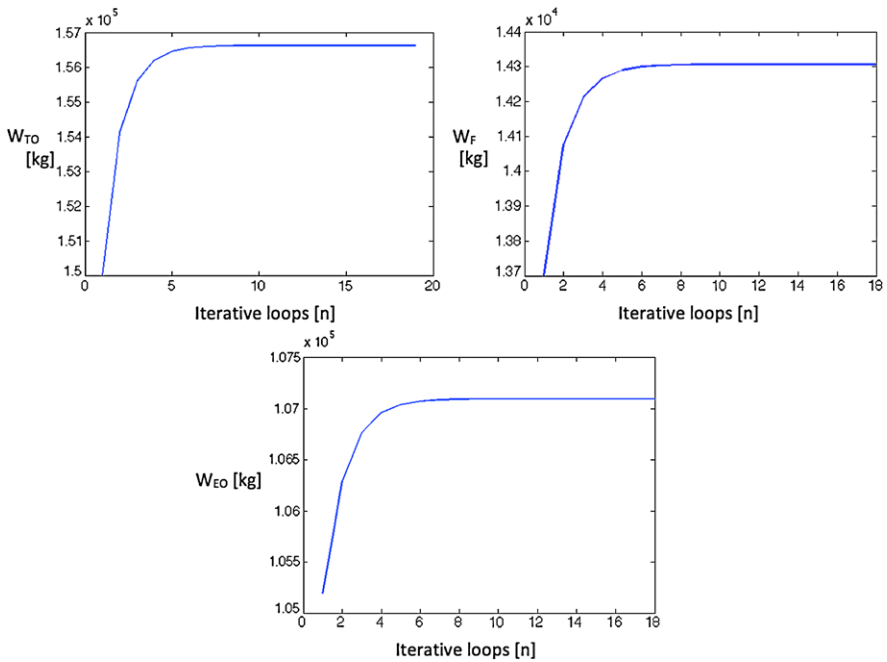 x 10⁵
1.57
1.56
1.55
1.54
1.53
1.52
1.51
1.5
W_TO
[kg]
0 5 10 15 20
Iterative loops [n]
x 10⁴
1.44
1.43
1.42
1.41
1.4
1.39
1.38
1.37
W_F
[kg]
0 2 4 6 8 10 12 14 16 18
Iterative loops [n]
x 10⁵
1.075
1.07
1.065
1.06
1.055
1.05
W_EO [kg]
0 2 4 6 8 10 12 14 16 18
Iterative loops [n]